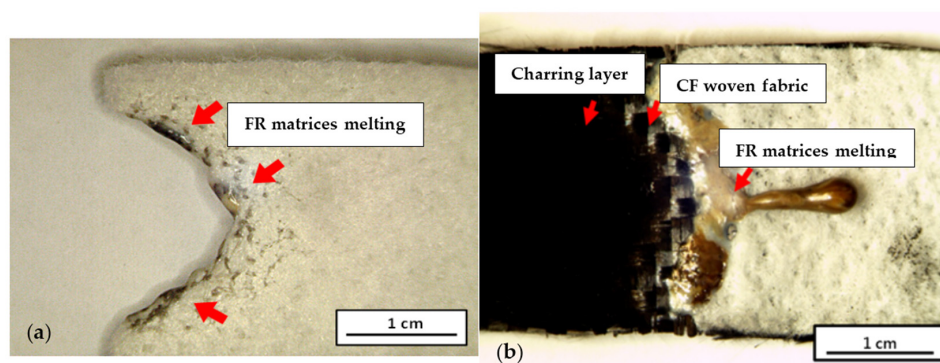 FR matrices melting
1 cm
(a)
Charring layer
CF woven fabric
FR matrices melting
1 cm
(b)